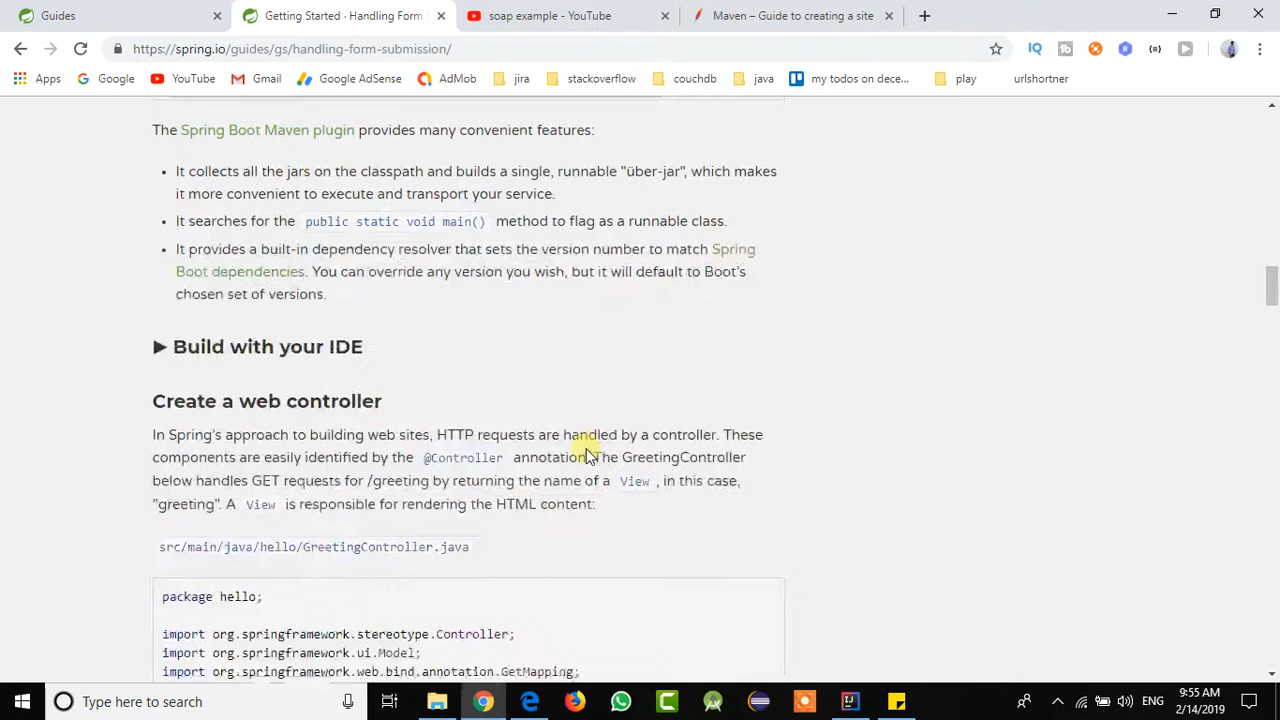 Guides
Getting Started · Handling Form
soap example - YouTube
Maven – Guide to creating a site
https://spring.io/guides/gs/handling-form-submission/
Apps
Google
YouTube
Gmail
Google AdSense
AdMob
jira
stackoverflow
couchdb
java
my todos on dece...
play
urlshortner
The Spring Boot Maven plugin provides many convenient features:
• It collects all the jars on the classpath and builds a single, runnable "über-jar", which makes
it more convenient to execute and transport your service.
• It searches for the public static void main() method to flag as a runnable class.
• It provides a built-in dependency resolver that sets the version number to match Spring
Boot dependencies. You can override any version you wish, but it will default to Boot's
chosen set of versions.
▶ Build with your IDE
Create a web controller
In Spring's approach to building web sites, HTTP requests are handled by a controller. These
components are easily identified by the @Controller annotation. The GreetingController
below handles GET requests for /greeting by returning the name of a View , in this case,
"greeting". A View is responsible for rendering the HTML content:
src/main/java/hello/GreetingController.java
package hello;
import org.springframework.stereotype.Controller;
import org.springframework.ui.Model;
import org.springframework.web.bind.annotation.GetMapping;
Type here to search
ENG
9:55 AM
2/14/2019